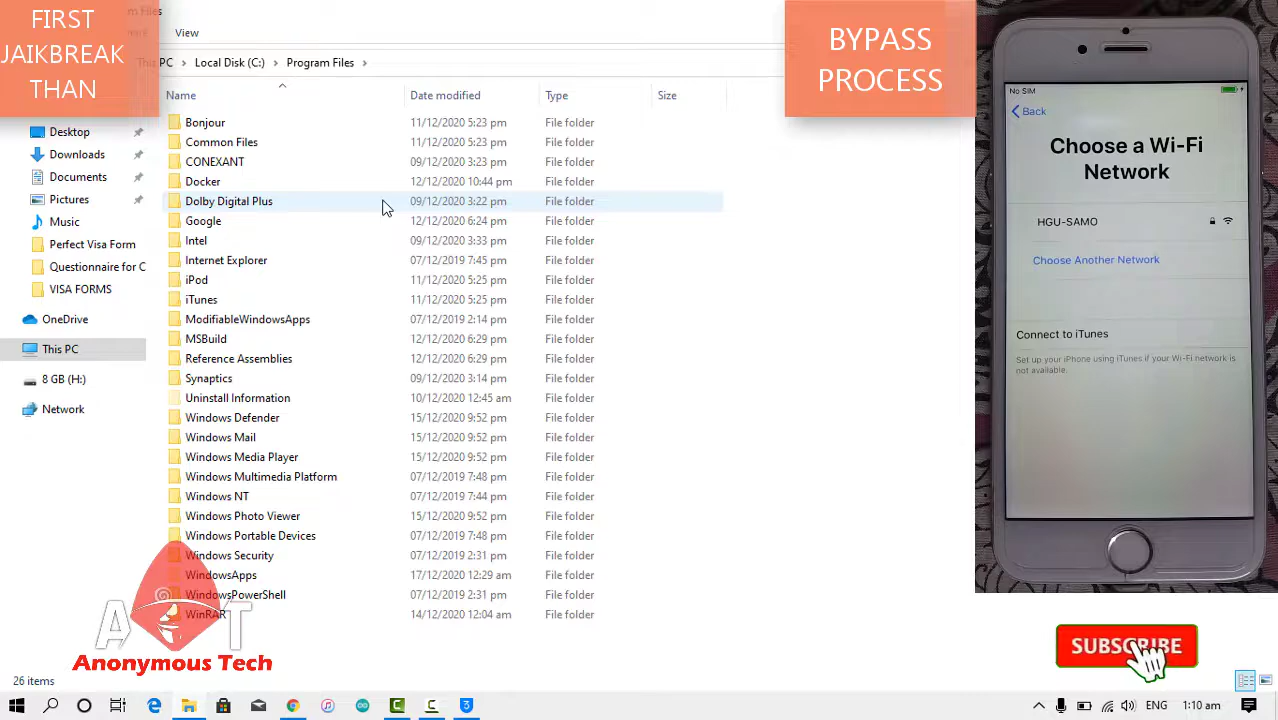 FIRST
JAIKBREAK
THAN
BYPASS
PROCESS
View
PC > Local Disk (C:) > Program Files >
Name Date modified Type Size
Desktop
Downloads
Documents
Pictures
Music
Perfect Visa Form
Questionnaire for C
VISA FORMS
OneDrive
This PC
8 GB (H:)
Network
Bonjour 11/12/2020 5:23 pm File folder
Common Files 11/12/2020 5:23 pm File folder
CONEXANT 09/12/2020 3:23 pm File folder
Docker 12/12/2020 10:44 pm File folder
Dolby Digital Plus 09/12/2020 3:22 pm File folder
Google 12/12/2020 6:24 pm File folder
Intel 09/12/2020 3:33 pm File folder
Internet Explorer 07/12/2019 7:45 pm File folder
iPod 11/12/2020 5:25 pm File folder
iTunes 11/12/2020 5:25 pm File folder
ModifiableWindowsApps 07/12/2019 2:14 pm File folder
MSBuild 12/12/2020 6:29 pm File folder
Reference Assemblies 12/12/2020 6:29 pm File folder
Synaptics 09/12/2020 3:14 pm File folder
Uninstall Information 10/12/2020 12:45 am File folder
Windows Defender 15/12/2020 9:52 pm File folder
Windows Mail 15/12/2020 9:52 pm File folder
Windows Media Player 15/12/2020 9:52 pm File folder
Windows Multimedia Platform 07/12/2019 7:48 pm File folder
Windows NT 07/12/2019 7:44 pm File folder
Windows Photo Viewer 15/12/2020 9:52 pm File folder
Windows Portable Devices 07/12/2019 7:48 pm File folder
Windows Security 07/12/2019 2:31 pm File folder
WindowsApps 17/12/2020 12:29 am File folder
WindowsPowerShell 07/12/2019 2:31 pm File folder
WinRAR 14/12/2020 12:04 am File folder
A T
Anonymous Tech
26 items
No SIM
Back
Choose a Wi-Fi
Network
HGU-SAMO
Choose Another Network
Connect to iTunes
Set up your iPhone using iTunes if your Wi-Fi network is
not available.
SUBSCRIBE
ENG 1:10 am